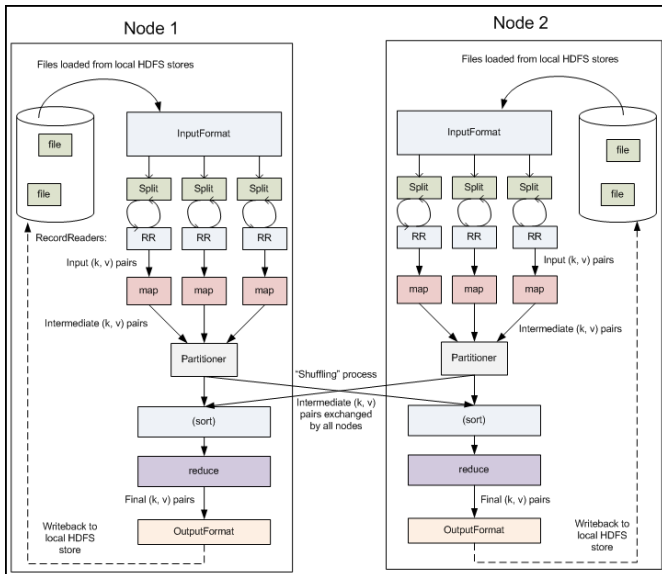 Node 1
Files loaded from local HDFS stores
file
file
InputFormat
Split
Split
Split
RecordReaders:
RR
RR
RR
Input (k, v) pairs
map
map
map
Intermediate (k, v) pairs
Partitioner
(sort)
reduce
Final (k, v) pairs
OutputFormat
Writeback to
local HDFS
store
"Shuffling" process
Intermediate (k, v)
pairs exchanged
by all nodes
Node 2
Files loaded from local HDFS stores
InputFormat
file
file
Split
Split
Split
RR
RR
RR
Input (k, v) pairs
map
map
map
Intermediate (k, v) pairs
Partitioner
(sort)
reduce
Final (k, v) pairs
OutputFormat
Writeback to
local HDFS
store